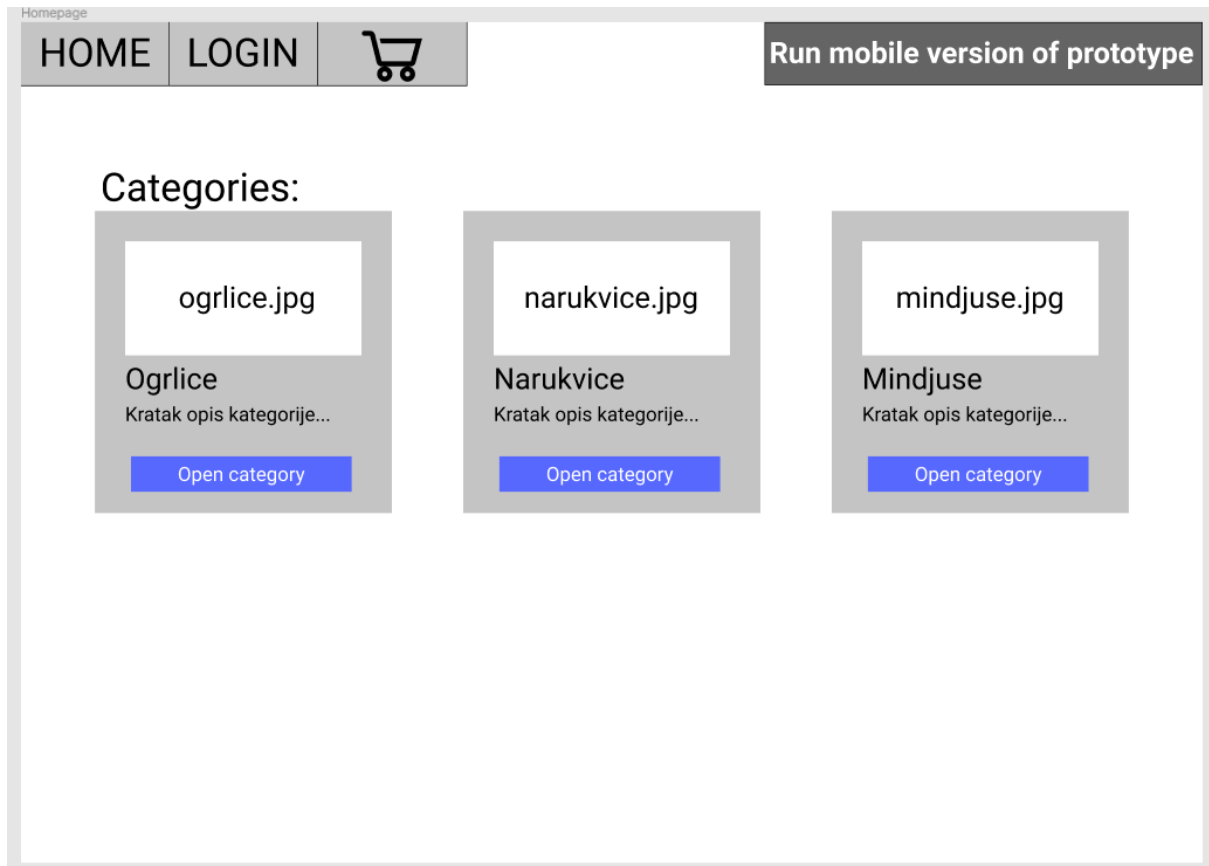 Homepage
HOME LOGIN
Run mobile version of prototype
Categories:
ogrlice.jpg
Ogrlice
Kratak opis kategorije...
Open category
narukvice.jpg
Narukvice
Kratak opis kategorije...
Open category
mindjuse.jpg
Mindjuse
Kratak opis kategorije...
Open category